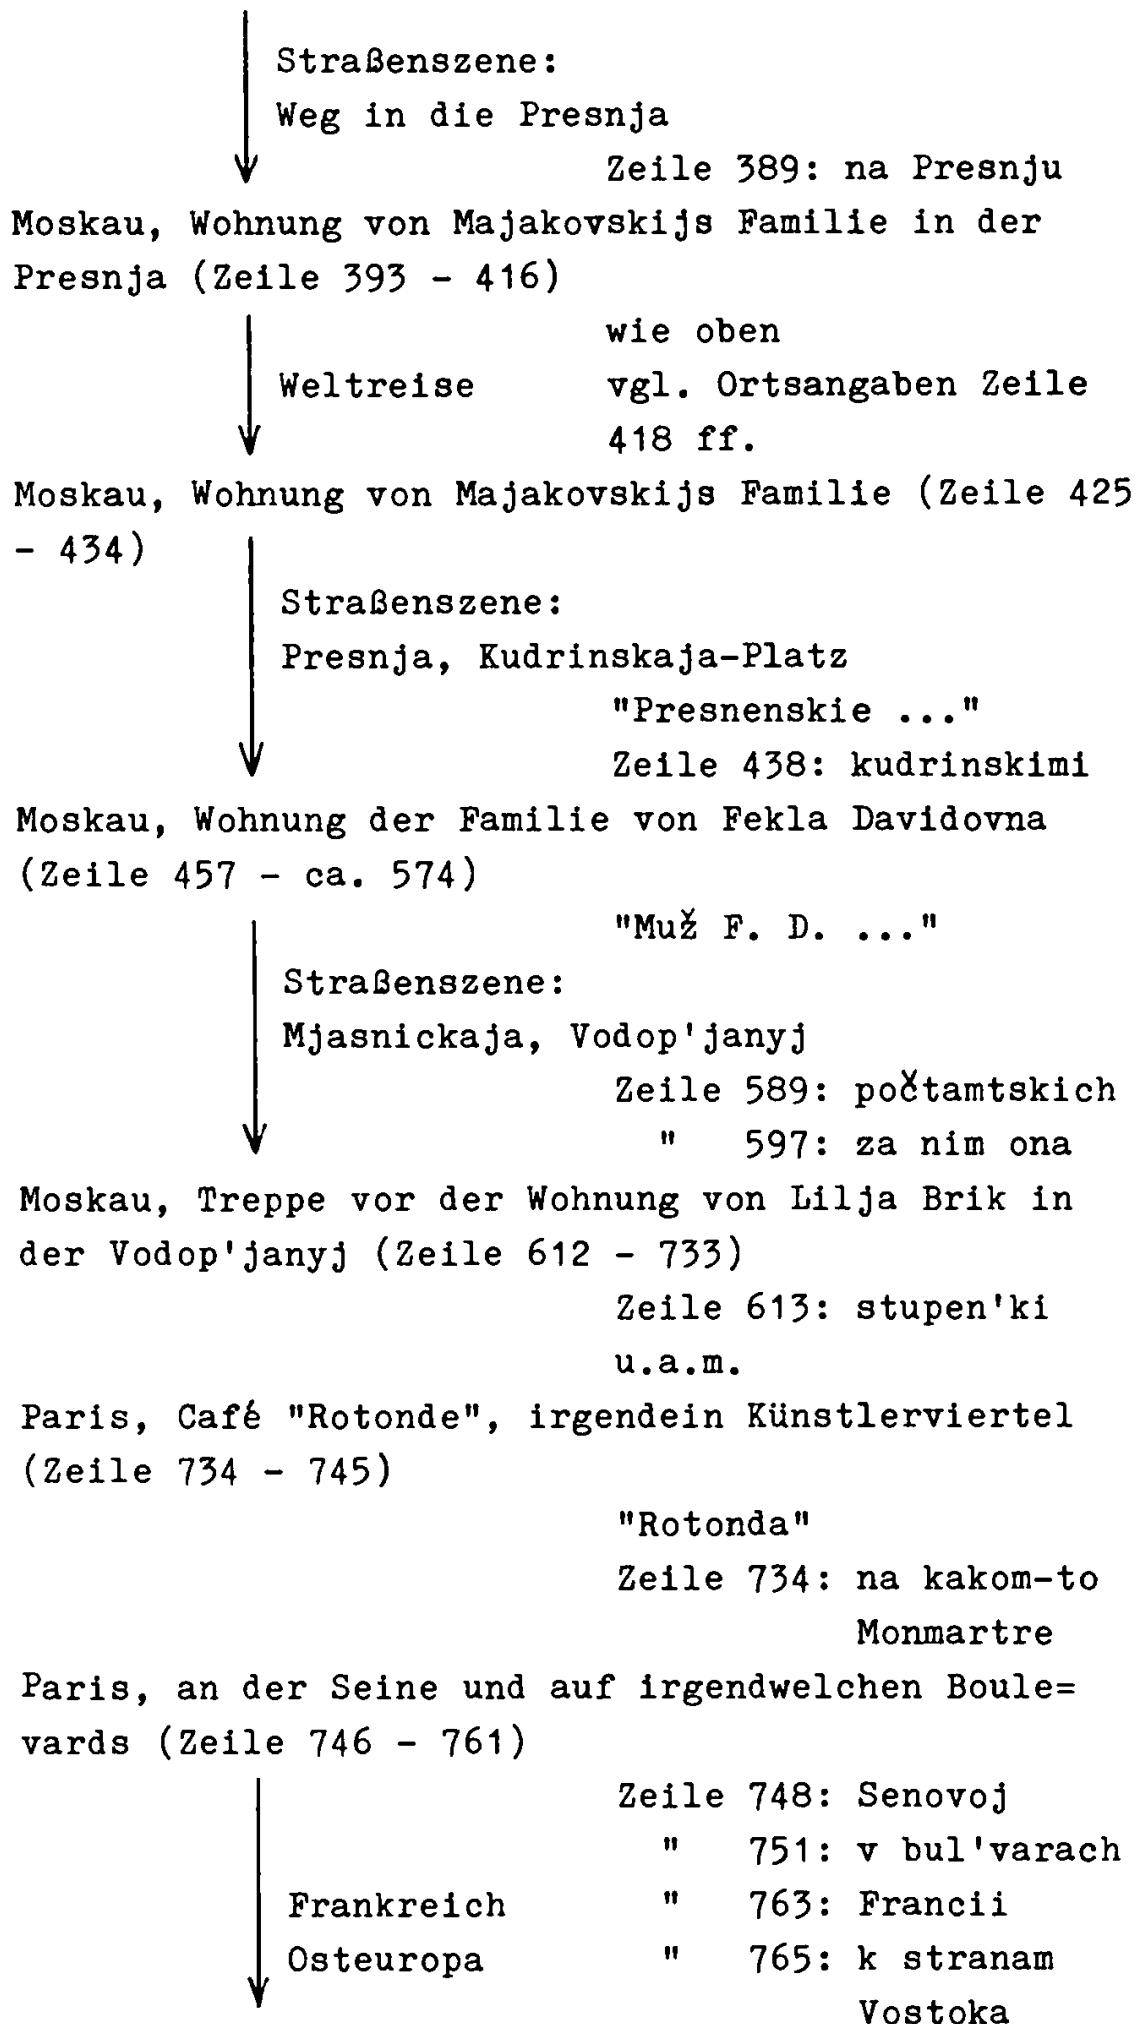 Straßenszene:
Weg in die Presnja
Zeile 389: na Presnju
Moskau, Wohnung von Majakovskijs Familie in der
Presnja (Zeile 393 - 416)
wie oben
Weltreise vgl. Ortsangaben Zeile
418 ff.
Moskau, Wohnung von Majakovskijs Familie (Zeile 425
- 434)
Straßenszene:
Presnja, Kudrinskaja-Platz
"Presnenskie ..."
Zeile 438: kudrinskimi
Moskau, Wohnung der Familie von Fekla Davidovna
(Zeile 457 - ca. 574)
"Muž F. D. ..."
Straßenszene:
Mjasnickaja, Vodop'janyj
Zeile 589: počtamtskich
" 597: za nim ona
Moskau, Treppe vor der Wohnung von Lilja Brik in
der Vodop'janyj (Zeile 612 - 733)
Zeile 613: stupen'ki
u.a.m.
Paris, Café "Rotonde", irgendein Künstlerviertel
(Zeile 734 - 745)
"Rotonda"
Zeile 734: na kakom-to
Monmartre
Paris, an der Seine und auf irgendwelchen Boule=
vards (Zeile 746 - 761)
Zeile 748: Senovoj
" 751: v bul'varach
Frankreich " 763: Francii
Osteuropa " 765: k stranam
Vostoka